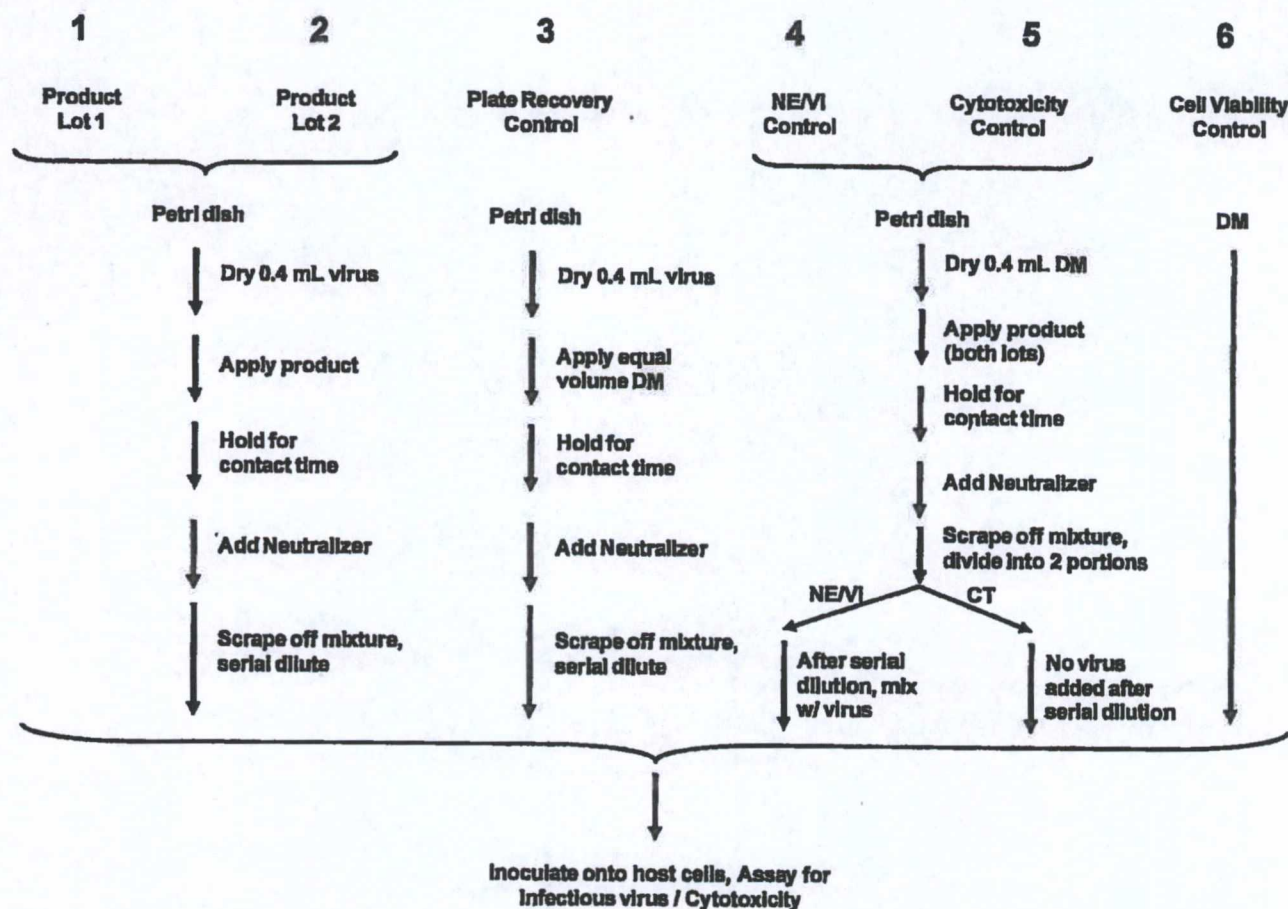 1
2
3
4
5
6
Product
Lot 1
Product
Lot 2
Plate Recovery
Control
NE/VI
Control
Cytotoxicity
Control
Cell Viability
Control
Petri dish
Dry 0.4 mL virus
Apply product
Hold for
contact time
Add Neutralizer
Scrape off mixture,
serial dilute
Petri dish
Dry 0.4 mL virus
Apply equal
volume DM
Hold for
contact time
Add Neutralizer
Scrape off mixture,
serial dilute
Petri dish
Dry 0.4 mL DM
Apply product
(both lots)
Hold for
contact time
Add Neutralizer
Scrape off mixture,
divide into 2 portions
NE/VI
CT
After serial
dilution, mix
w/ virus
No virus
added after
serial dilution
DM
Inoculate onto host cells, Assay for
Infectious virus / Cytotoxicity